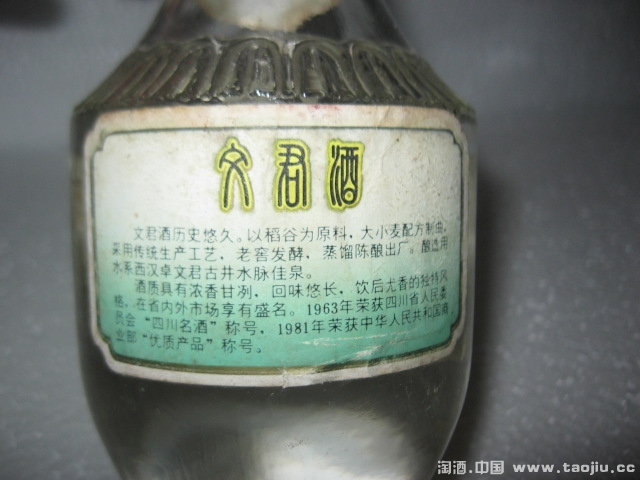 文君酒
文君酒历史悠久。以稻谷为原料，大小麦配方制曲，
采用传统生产工艺，老窖发酵，蒸馏陈酿出厂。酿造用
水系西汉卓文君古井水脉佳泉。
酒质具有浓香甘冽，回味悠长，饮后尤香的独特风
格，在省内外市场享有盛名。1963年荣获四川省人民委
员会“四川名酒”称号，1981年荣获中华人民共和国商
业部“优质产品”称号。
淘酒.中国 www.taojiu.cc